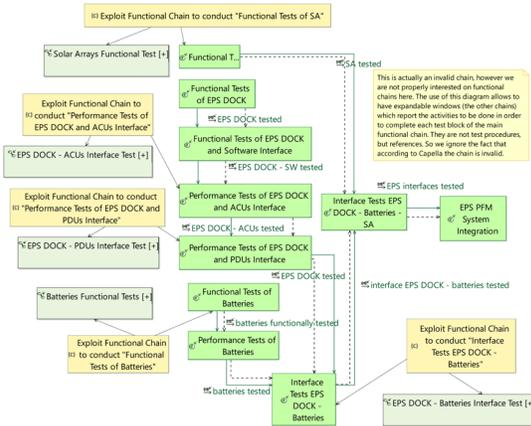 Exploit Functional Chain to conduct "Functional Tests of SA"
Solar Arrays Functional Test [+]
Functional T...
SA tested
This is actually an invalid chain, however we
are not properly interested on functional
chains here. The use of this diagram allows to
have expandable windows (the other chains)
which report the activities to be done in order
to complete each test block of the main
functional chain. They are not test procedures,
but references. So we ignore the fact that
according to Capella the chain is invalid.
Functional Tests
of EPS DOCK
Exploit Functional Chain to
conduct "Performance Tests of
EPS DOCK and ACUs Interface"
EPS DOCK tested
Functional Tests of EPS DOCK
and Software Interface
EPS DOCK - ACUs Interface Test [+]
EPS DOCK - SW tested
EPS interfaces tested
Exploit Functional Chain to conduct
"Performance Tests of EPS DOCK and
PDUs Interface"
Performance Tests of EPS DOCK
and ACUs Interface
Interface Tests EPS
DOCK - Batteries -
SA
EPS PFM
System
Integration
EPS DOCK - ACUs tested
EPS DOCK - PDUs Interface Test [+]
Performance Tests of EPS DOCK
and PDUs Interface
EPS DOCK tested
interface EPS DOCK - batteries tested
Batteries Functional Tests [+]
Functional Tests of
Batteries
batteries functionally tested
Exploit Functional Chain
to conduct "Functional
Tests of Batteries"
Performance Tests of
Batteries
Exploit Functional Chain
to conduct "Interface
Tests EPS DOCK -
Batteries"
batteries tested
Interface
Tests EPS
DOCK -
Batteries
EPS DOCK - Batteries Interface Test [+